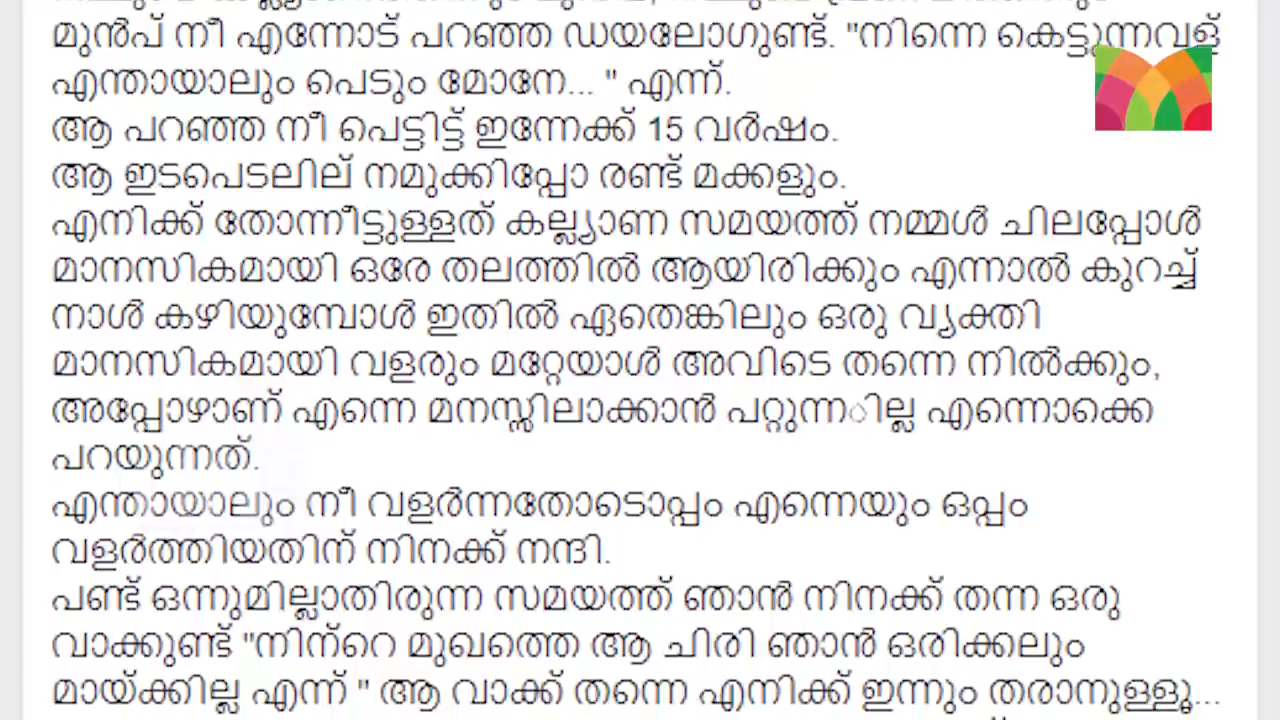 മുൻപ് നീ എന്നോട് പറഞ്ഞ ഡയലോഗുണ്ട്. "നിന്നെ കെട്ടുന്നവള്
എന്തായാലും പെടും മോനേ... " എന്ന്.
ആ പറഞ്ഞ നീ പെട്ടിട്ട് ഇന്നേക്ക് 15 വർഷം.
ആ ഇടപെടലില് നമുക്കിപ്പോ രണ്ട് മക്കളും.
എനിക്ക് തോന്നീട്ടുള്ളത് കല്ല്യാണ സമയത്ത് നമ്മൾ ചിലപ്പോൾ
മാനസികമായി ഒരേ തലത്തിൽ ആയിരിക്കും എന്നാൽ കുറച്ച്
നാൾ കഴിയുമ്പോൾ ഇതിൽ ഏതെങ്കിലും ഒരു വ്യക്തി
മാനസികമായി വളരും മറ്റേയാൾ അവിടെ തന്നെ നിൽക്കും,
അപ്പോഴാണ് എന്നെ മനസ്സിലാക്കാൻ പറ്റുന്നില്ല എന്നൊക്കെ
പറയുന്നത്.
എന്തായാലും നീ വളർന്നതോടൊപ്പം എന്നെയും ഒപ്പം
വളർത്തിയതിന് നിനക്ക് നന്ദി.
പണ്ട് ഒന്നുമില്ലാതിരുന്ന സമയത്ത് ഞാൻ നിനക്ക് തന്ന ഒരു
വാക്കുണ്ട് "നിന്റെ മുഖത്തെ ആ ചിരി ഞാൻ ഒരിക്കലും
മായ്ക്കില്ല എന്ന് " ആ വാക്ക് തന്നെ എനിക്ക് ഇന്നും തരാനുള്ളൂ...